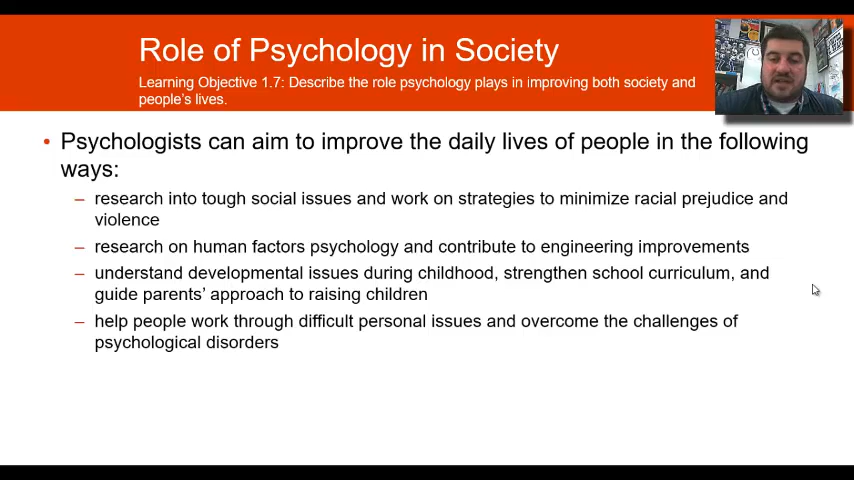 Role of Psychology in Society
Learning Objective 1.7: Describe the role psychology plays in improving both society and
people's lives.
• Psychologists can aim to improve the daily lives of people in the following
ways:
– research into tough social issues and work on strategies to minimize racial prejudice and
violence
– research on human factors psychology and contribute to engineering improvements
– understand developmental issues during childhood, strengthen school curriculum, and
guide parents' approach to raising children
– help people work through difficult personal issues and overcome the challenges of
psychological disorders